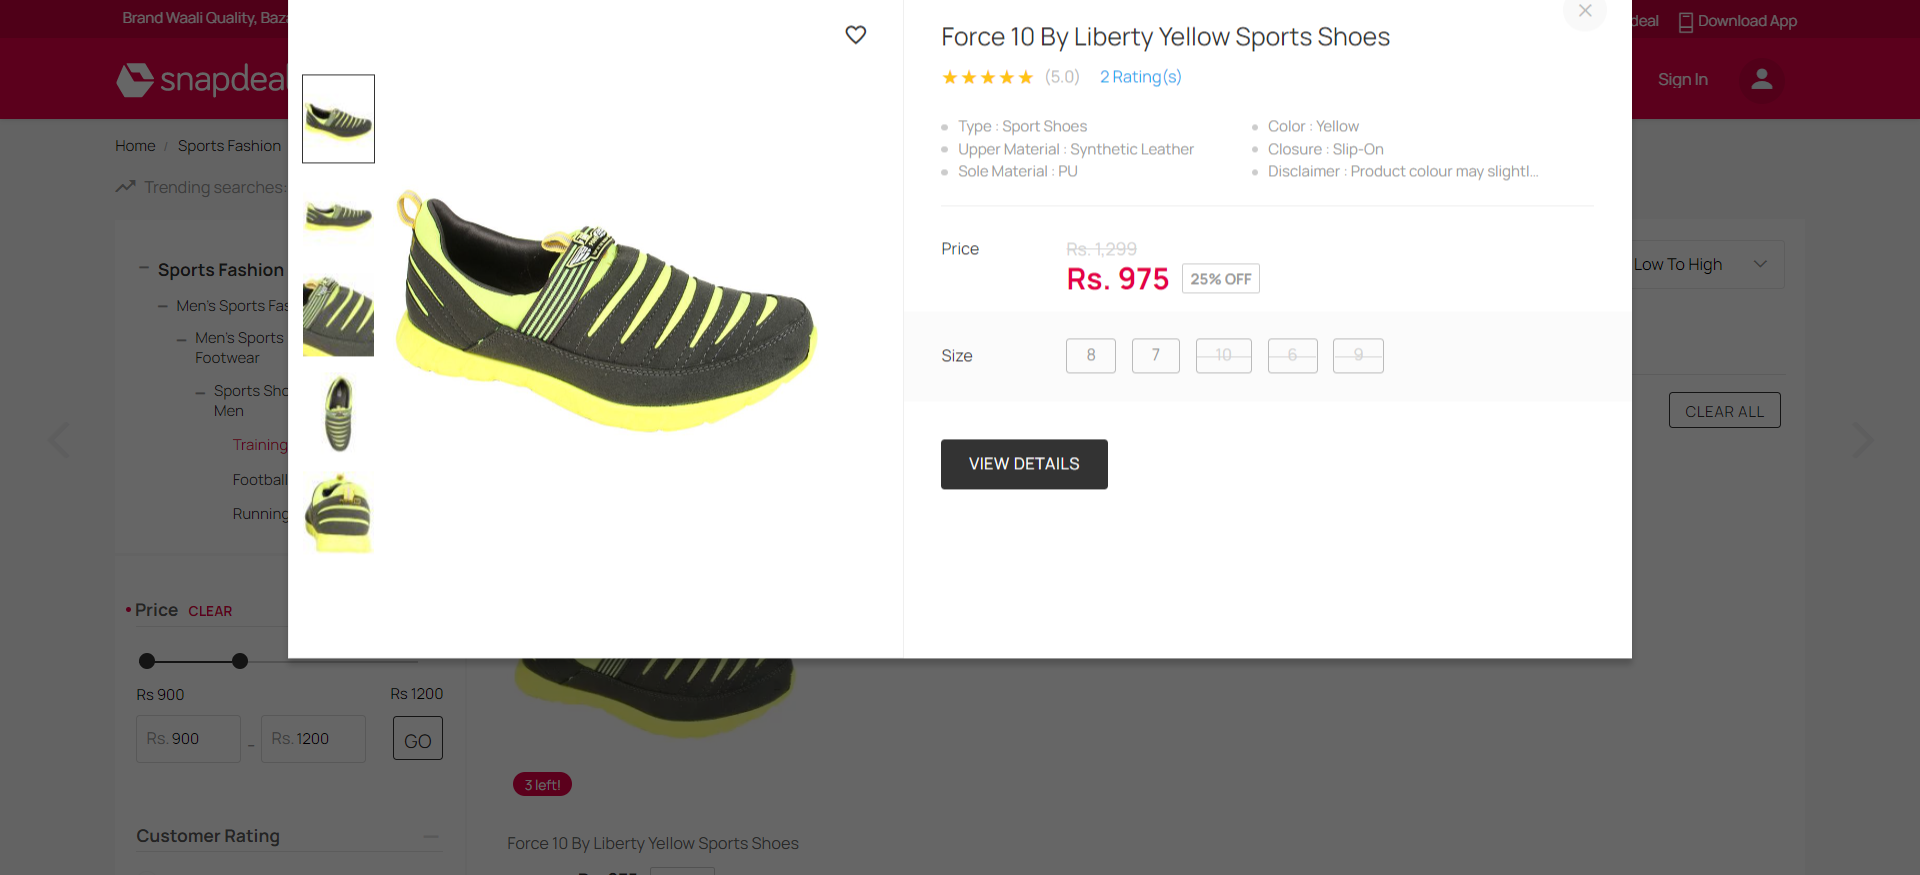 Brand Waali Quality, Baza
deal
Download App
snapdeal
Sign In
Home / Sports Fashion
Trending searches:
Sports Fashion
Men's Sports Fas
Men's Sports
Footwear
Sports Sho
Men
Training
Football
Running
Price CLEAR
Rs 900
Rs 1200
Rs. 900 - Rs. 1200
GO
Customer Rating
Force 10 By Liberty Yellow Sports Shoes
(5.0) 2 Rating(s)
Type : Sport Shoes
Color : Yellow
Upper Material : Synthetic Leather
Closure : Slip-On
Sole Material : PU
Disclaimer : Product colour may slightl...
Price
Rs. 1,299
Rs. 975 25% OFF
Size 8 7 10 6 9
VIEW DETAILS
Low To High
CLEAR ALL
3 left!
Force 10 By Liberty Yellow Sports Shoes